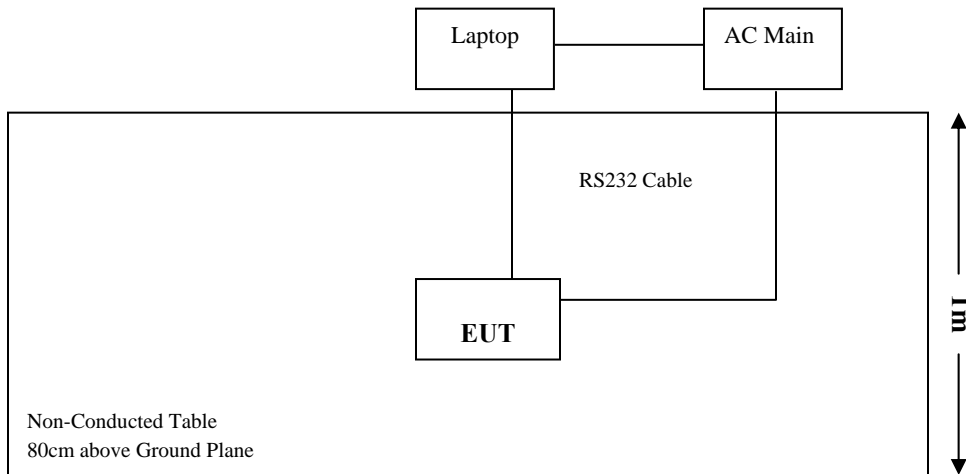 Laptop
AC Main
RS232 Cable
EUT
1m
Non-Conducted Table
80cm above Ground Plane